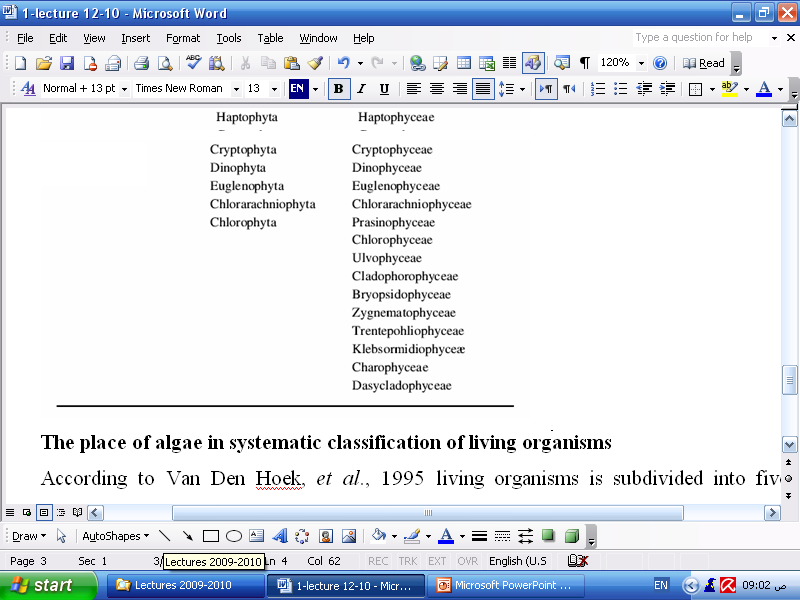 1-lecture 12-10 - Microsoft Word
File Edit View Insert Format Tools Table Window Help Type a question for help
120% Read
Normal + 13 pt Times New Roman 13 EN B I U
Haptophyta Haptophyceae
Cryptophyta Cryptophyceae
Dinophyta Dinophyceae
Euglenophyta Euglenophyceae
Chlorarachniophyta Chlorarachniophyceae
Chlorophyta Prasinophyceae
Chlorophyceae
Ulvophyceae
Cladophorophyceae
Bryopsidophyceae
Zygnematophyceae
Trentepohliophyceae
Klebsormidiophyceæ
Charophyceae
Dasycladophyceae
The place of algae in systematic classification of living organisms
According to Van Den Hoek, et al., 1995 living organisms is subdivided into five
Draw AutoShapes
Page 3 Sec 1 3/ Ln 4 Col 62 REC TRK EXT OVR English (U.S
Lectures 2009-2010
start Lectures 2009-2010 1-lecture 12-10 - Micr... Microsoft PowerPoint ... EN 09:02 ص